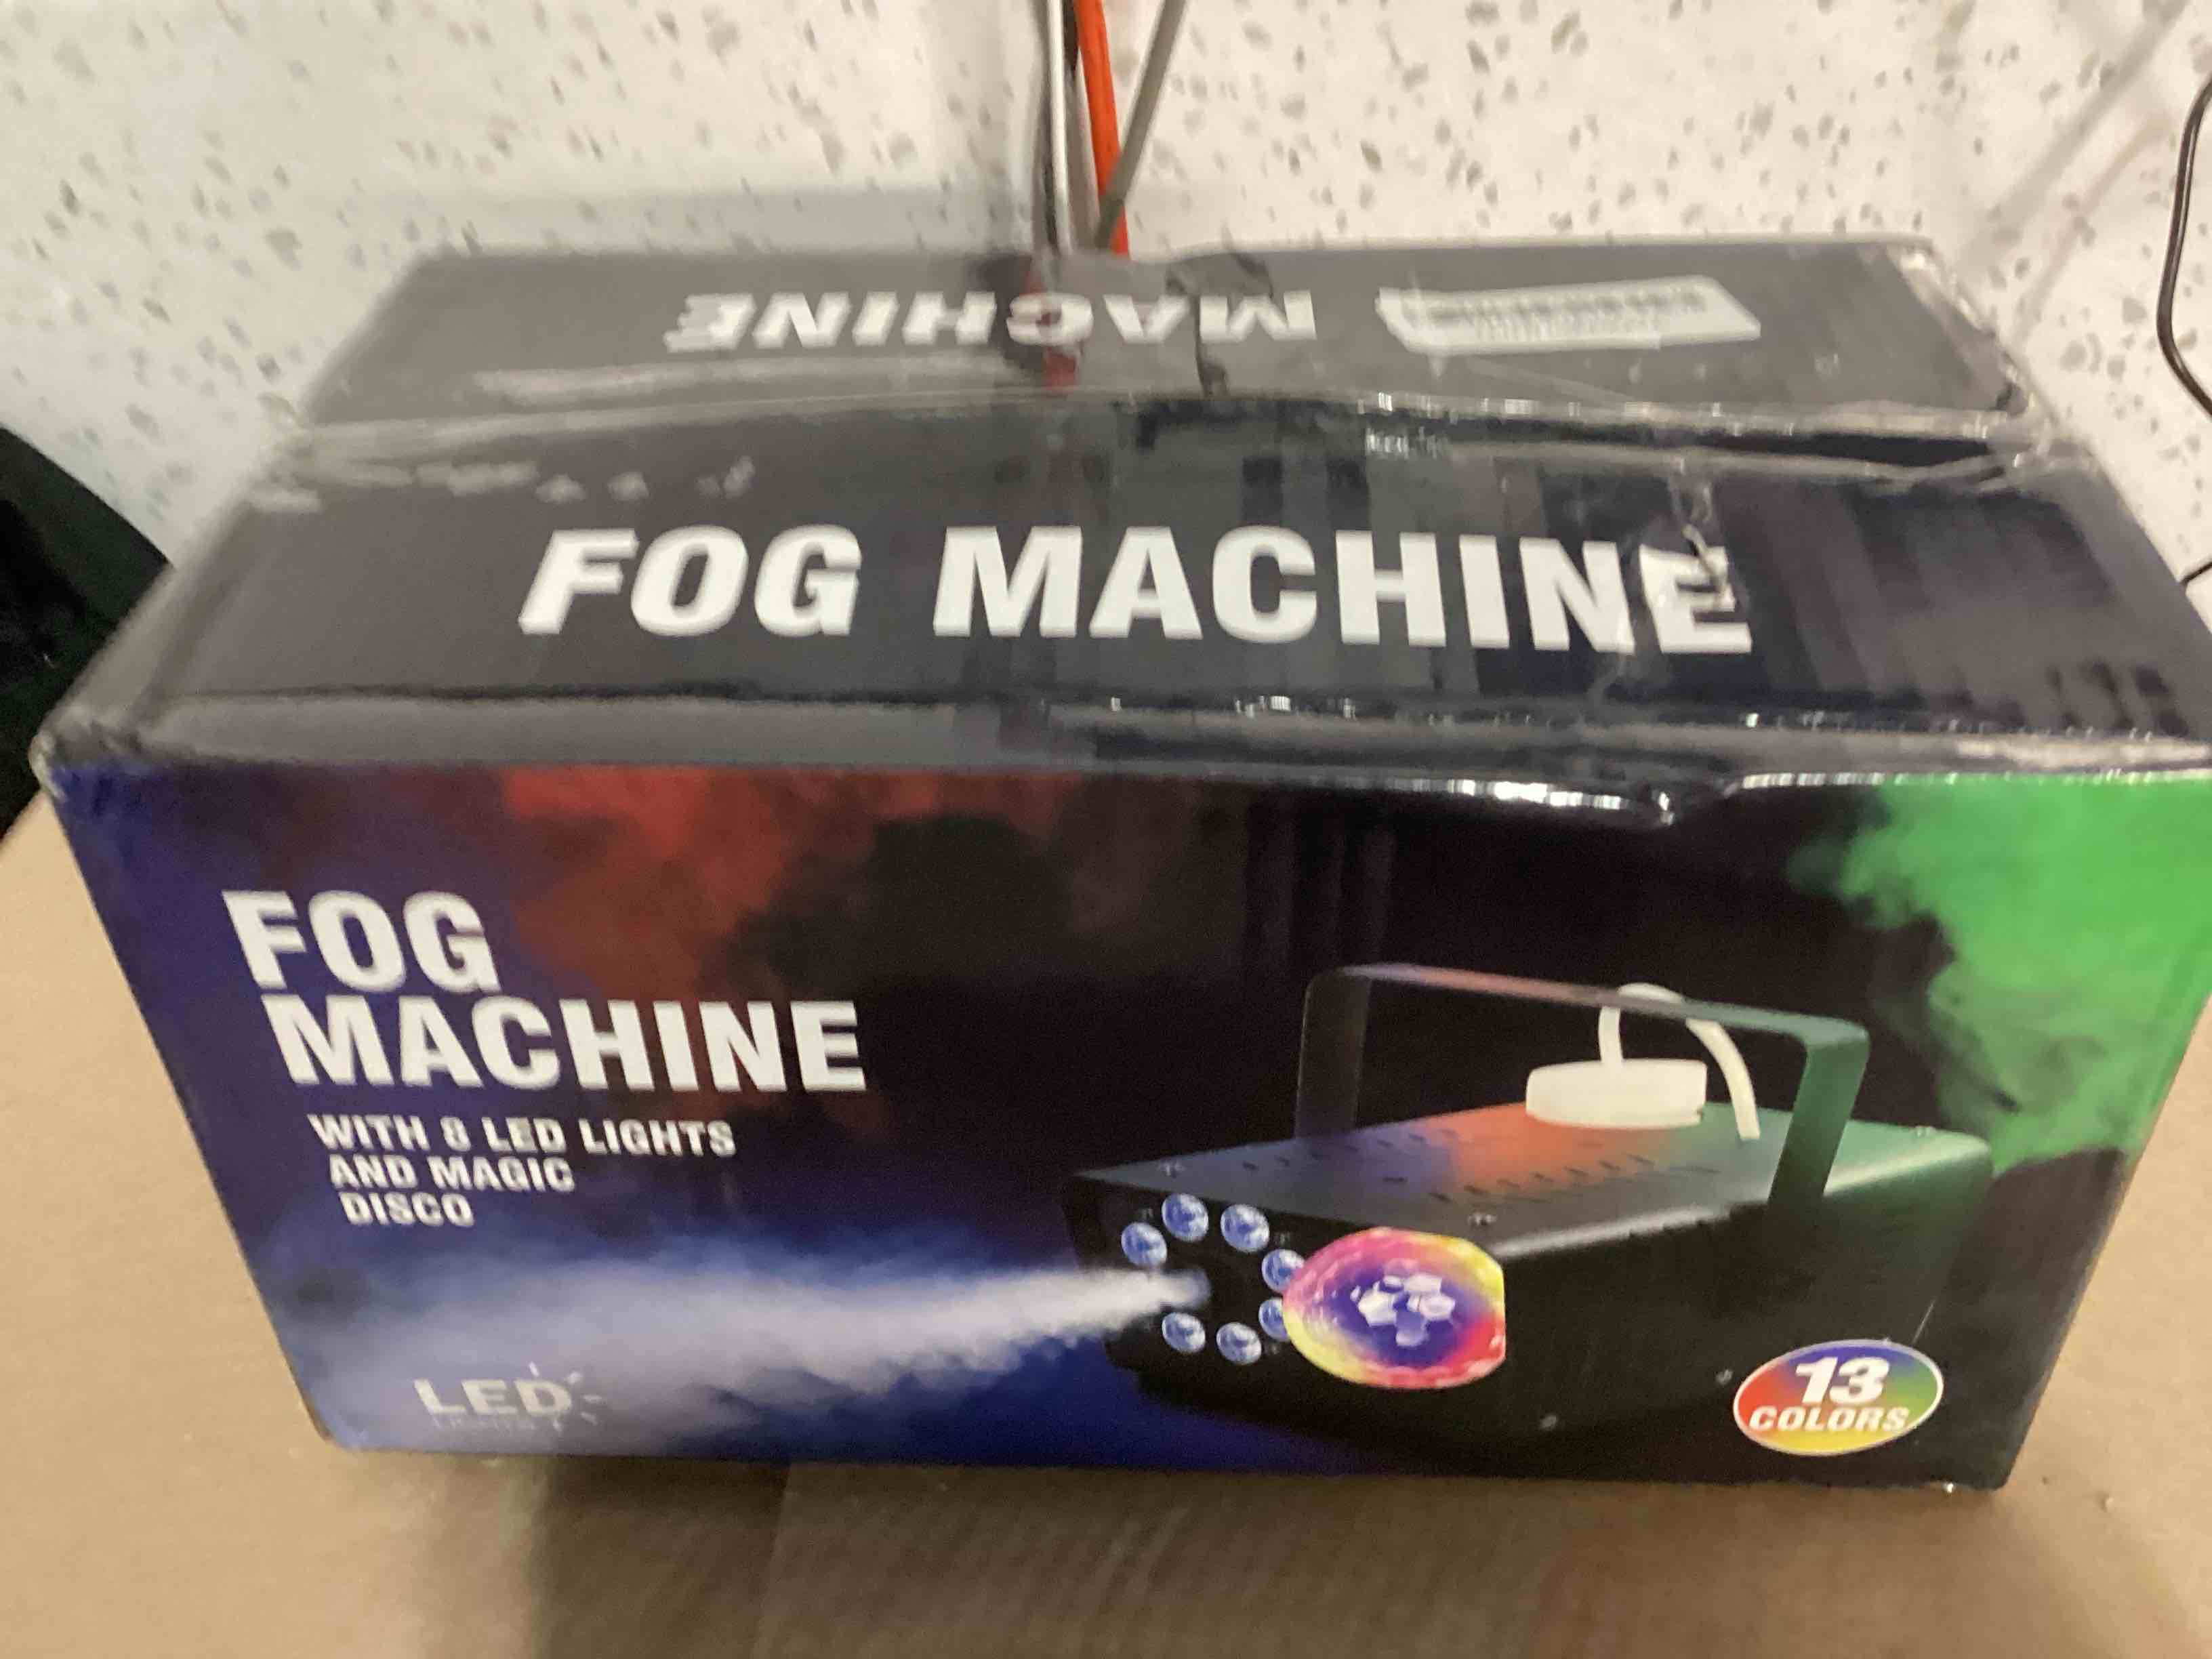 MACHINE
FOG MACHINE
FOG
MACHINE
WITH 8 LED LIGHTS
AND MAGIC
DISCO
LED
13
COLORS